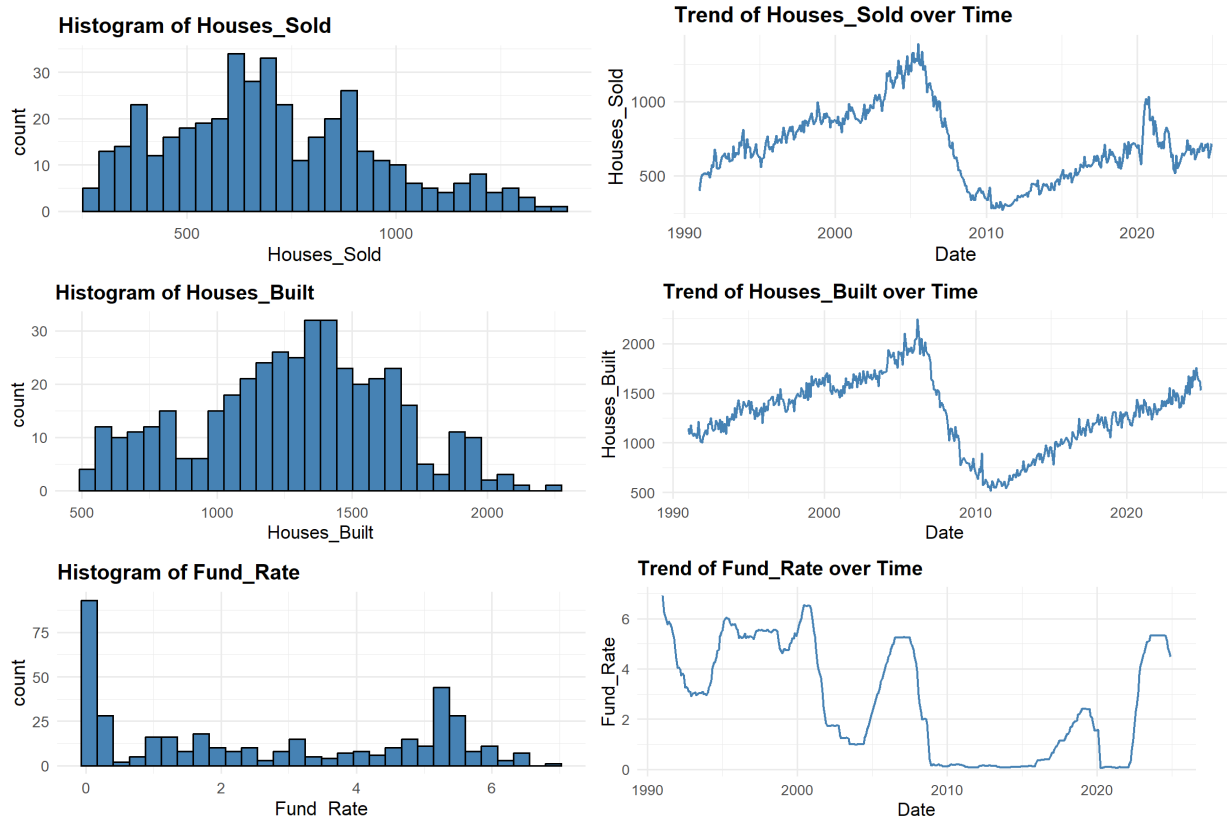 Histogram of Houses_Sold
count
30
20
10
0
500 1000
Houses_Sold
Trend of Houses_Sold over Time
Houses_Sold
1000
500
1990 2000 2010 2020
Date
Histogram of Houses_Built
count
30
20
10
0
500 1000 1500 2000
Houses_Built
Trend of Houses_Built over Time
Houses_Built
2000
1500
1000
500
1990 2000 2010 2020
Date
Histogram of Fund_Rate
count
75
50
25
0
0 2 4 6
Fund_Rate
Trend of Fund_Rate over Time
Fund_Rate
6
4
2
0
1990 2000 2010 2020
Date